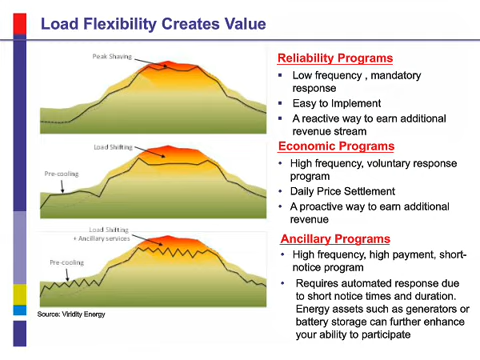 Load Flexibility Creates Value
Peak Shaving
Load Shifting
Pre-cooling
Load Shifting
+ Ancillary services
Pre-cooling
Source: Viridity Energy
Reliability Programs
▪ Low frequency , mandatory
response
▪ Easy to Implement
▪ A reactive way to earn additional
revenue stream
Economic Programs
• High frequency, voluntary response
program
• Daily Price Settlement
• A proactive way to earn additional
revenue
Ancillary Programs
• High frequency, high payment, short-
notice program
• Requires automated response due
to short notice times and duration.
Energy assets such as generators or
battery storage can further enhance
your ability to participate